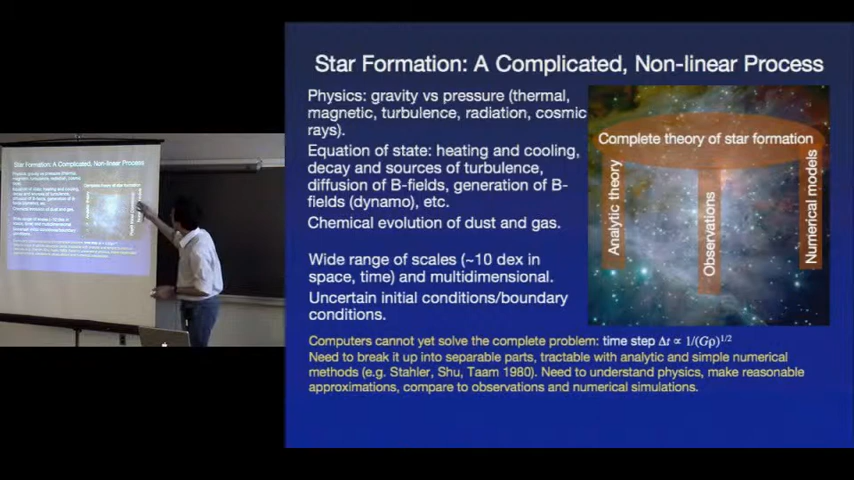 Star Formation: A Complicated, Non-linear Process
Physics: gravity vs pressure (thermal,
magnetic, turbulence, radiation, cosmic
rays).
Equation of state: heating and cooling,
decay and sources of turbulence,
diffusion of B-fields, generation of B-
fields (dynamo), etc.
Chemical evolution of dust and gas.
Wide range of scales (~10 dex in
space, time) and multidimensional.
Uncertain initial conditions/boundary
conditions.
Complete theory of star formation
Analytic theory
Observations
Numerical models
Computers cannot yet solve the complete problem: time step Δt ∝ 1/(Gρ)^1/2
Need to break it up into separable parts, tractable with analytic and simple numerical
methods (e.g. Stahler, Shu, Taam 1980). Need to understand physics, make reasonable
approximations, compare to observations and numerical simulations.
Star Formation: A Complicated, Non-linear Process